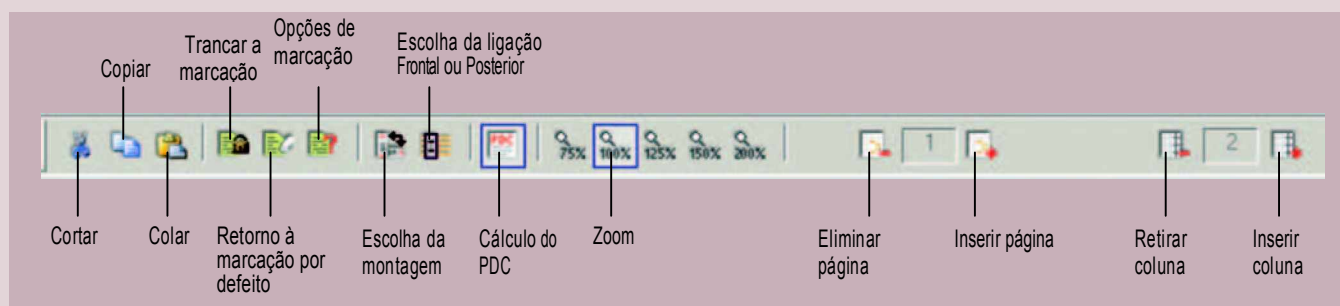 Copiar
Trancar a
marcação
Opções de
marcação
Escolha da ligação
Frontal ou Posterior
PDC
75%
100%
125%
150%
200%
1
2
Cortar
Colar
Retorno à
marcação por
defeito
Escolha da
montagem
Cálculo do
PDC
Zoom
Eliminar
página
Inserir página
Retirar
coluna
Inserir
coluna